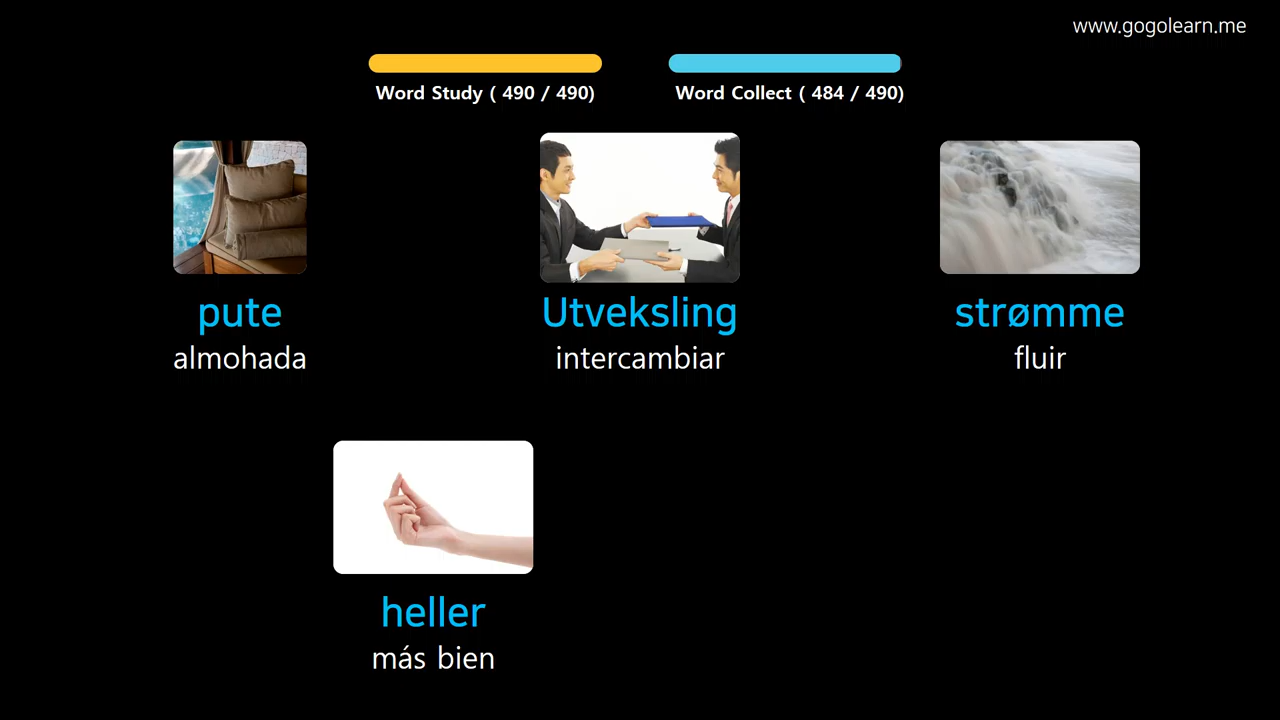 www.gogolearn.me
Word Study ( 490 / 490)
Word Collect ( 484 / 490)
pute
almohada
Utveksling
intercambiar
strømme
fluir
heller
más bien